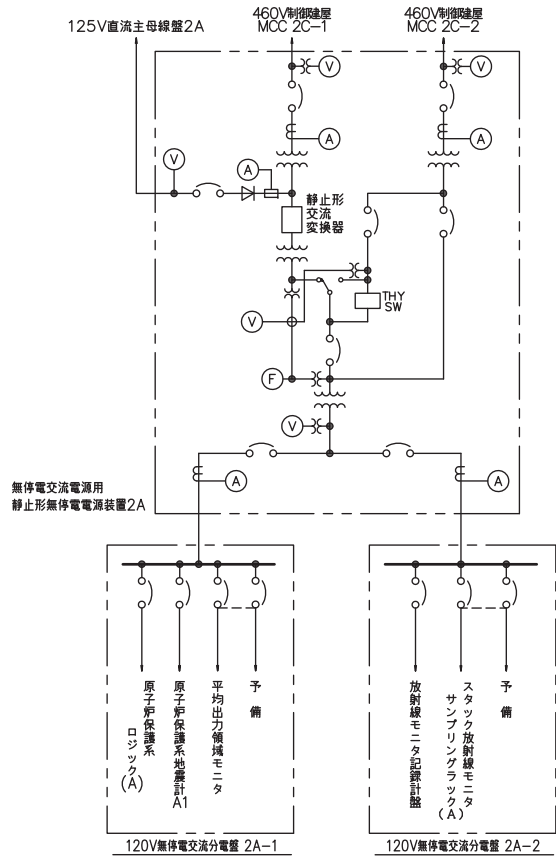 460V制御建屋
MCC 2C-1
460V制御建屋
MCC 2C-2
125V直流主母線盤2A
V
V
A
A
V
A
静止形
交流
変換器
THY
SW
V
F
V
A
A
無停電交流電源用
静止形無停電電源装置2A
原子炉保護系
ロジック(A)
原子炉保護系地震計
A1
平均出力領域モニタ
予備
放射線モニタ記録計盤
スタック放射線モニタ
サンプリングラック(A)
予備
120V無停電交流分電盤 2A-1
120V無停電交流分電盤 2A-2